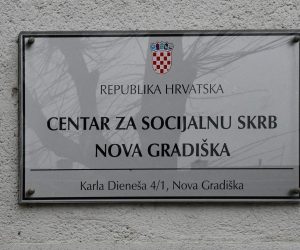 REPUBLIKA HRVATSKA
CENTAR ZA SOCIJALNU SKRB
NOVA GRADIŠKA
Karla Dieneša 4/1, Nova Gradiška